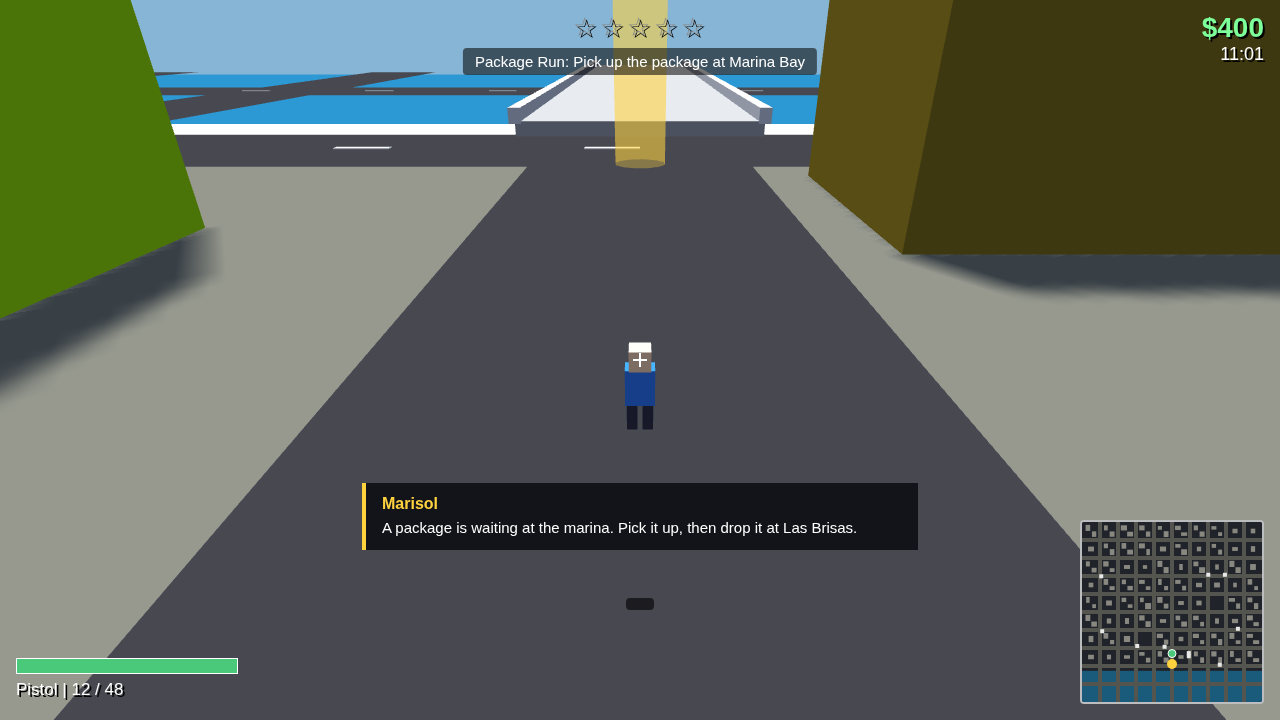 ☆☆☆☆☆
Package Run: Pick up the package at Marina Bay
$400
11:01
Marisol
A package is waiting at the marina. Pick it up, then drop it at Las Brisas.
Pistol | 12 / 48